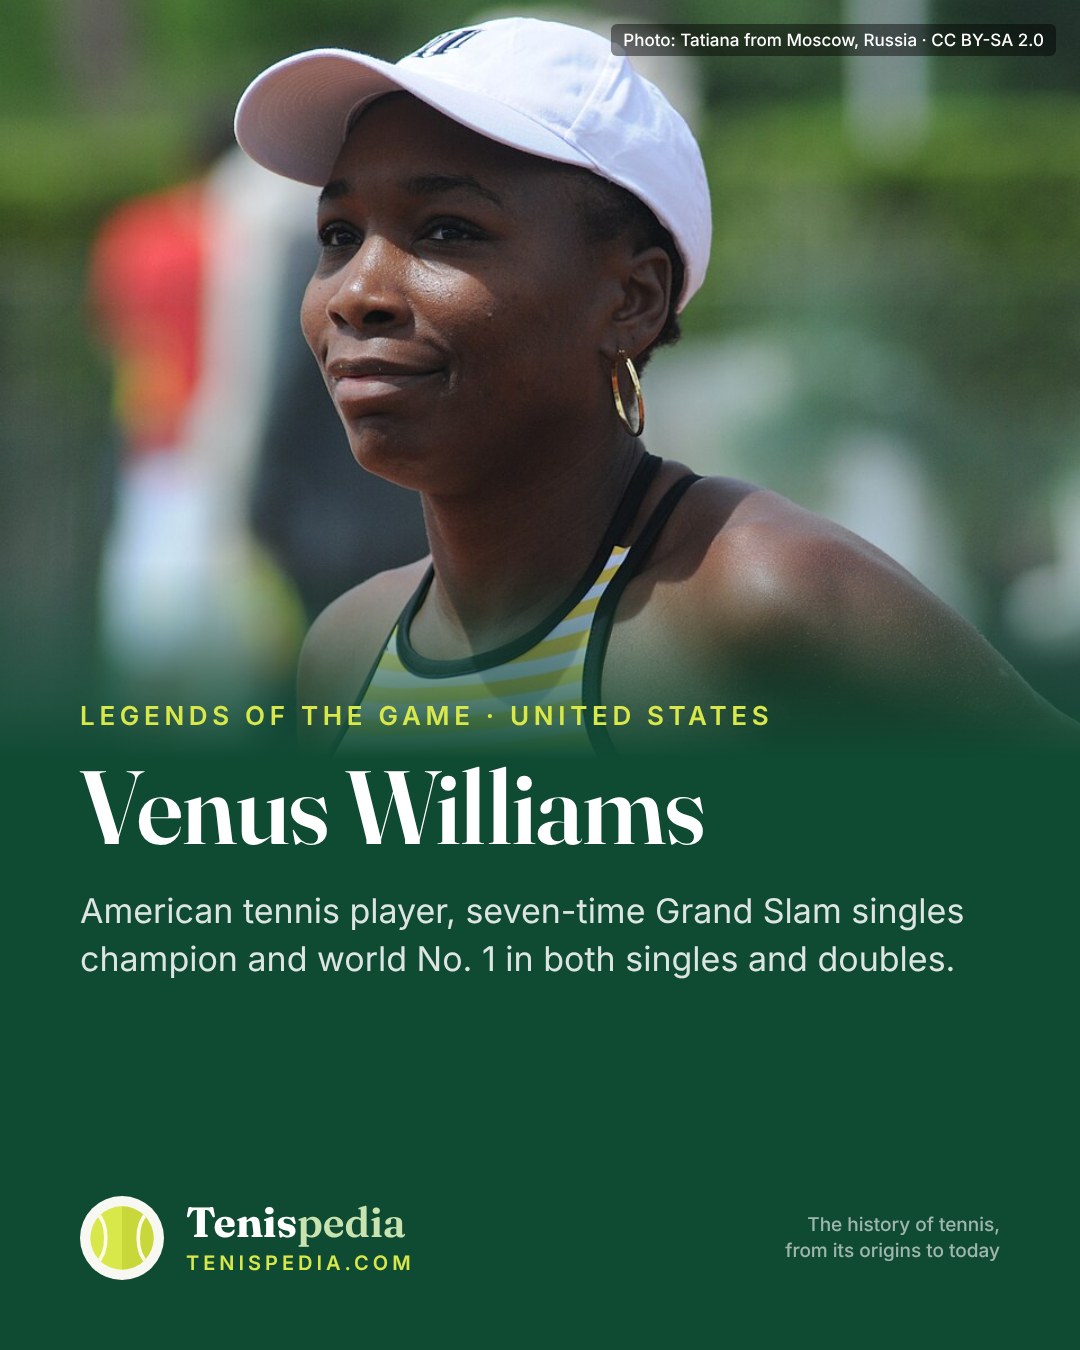 Photo: Tatiana from Moscow, Russia · CC BY-SA 2.0
LEGENDS OF THE GAME · UNITED STATES
Venus Williams
American tennis player, seven-time Grand Slam singles
champion and world No. 1 in both singles and doubles.
Tenispedia
TENISPEDIA.COM
The history of tennis,
from its origins to today